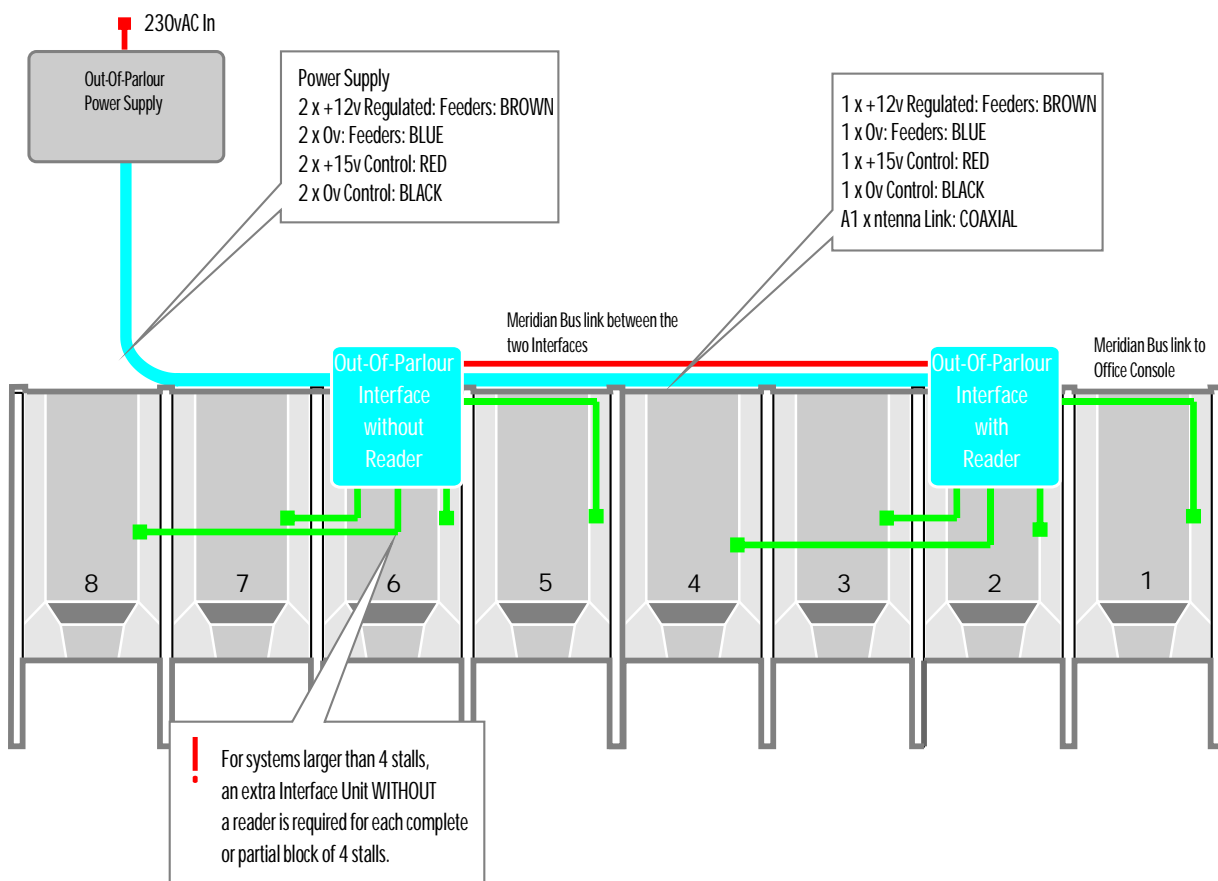 230vAC In
Out-Of-Parlour
Power Supply
Power Supply
2 x +12v Regulated: Feeders: BROWN
2 x 0v: Feeders: BLUE
2 x +15v Control: RED
2 x 0v Control: BLACK
1 x +12v Regulated: Feeders: BROWN
1 x 0v: Feeders: BLUE
1 x +15v Control: RED
1 x 0v Control: BLACK
A1 x ntenna Link: COAXIAL
Meridian Bus link between the
two Interfaces
Meridian Bus link to
Office Console
Out-Of-Parlour
Interface
without
Reader
Out-Of-Parlour
Interface
with
Reader
8 7 6 5 4 3 2 1
! For systems larger than 4 stalls,
an extra Interface Unit WITHOUT
a reader is required for each complete
or partial block of 4 stalls.